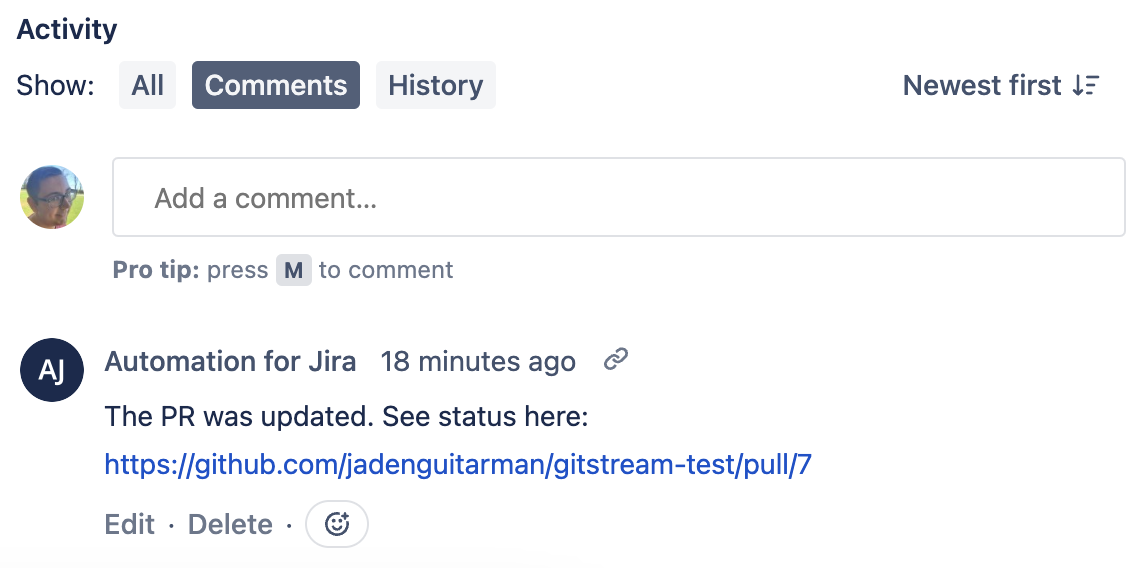 Activity
Show: All Comments History Newest first
Add a comment...
Pro tip: press M to comment
AJ Automation for Jira 18 minutes ago
The PR was updated. See status here:
https://github.com/jadenguitarman/gitstream-test/pull/7
Edit · Delete ·